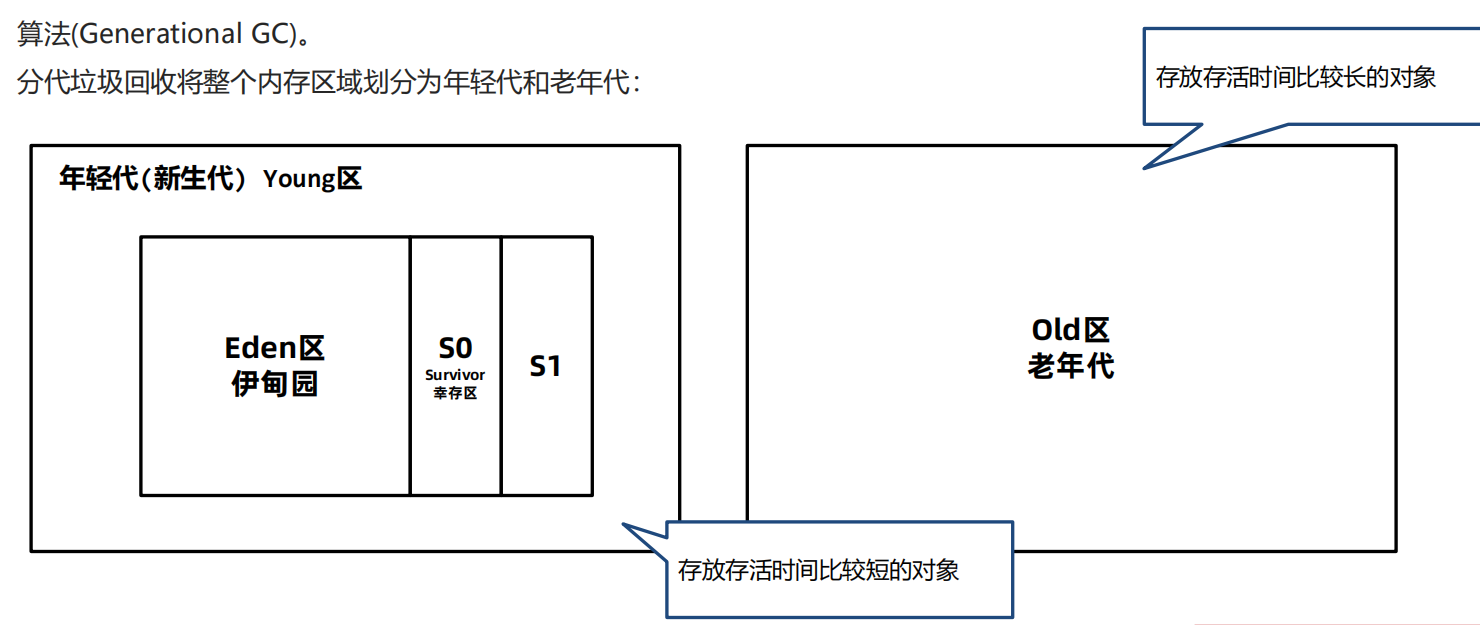 算法(Generational GC)。
分代垃圾回收将整个内存区域划分为年轻代和老年代：
存放存活时间比较长的对象
年轻代(新生代) Young区
Eden区
伊甸园
S0
Survivor
幸存区
S1
Old区
老年代
存放存活时间比较短的对象